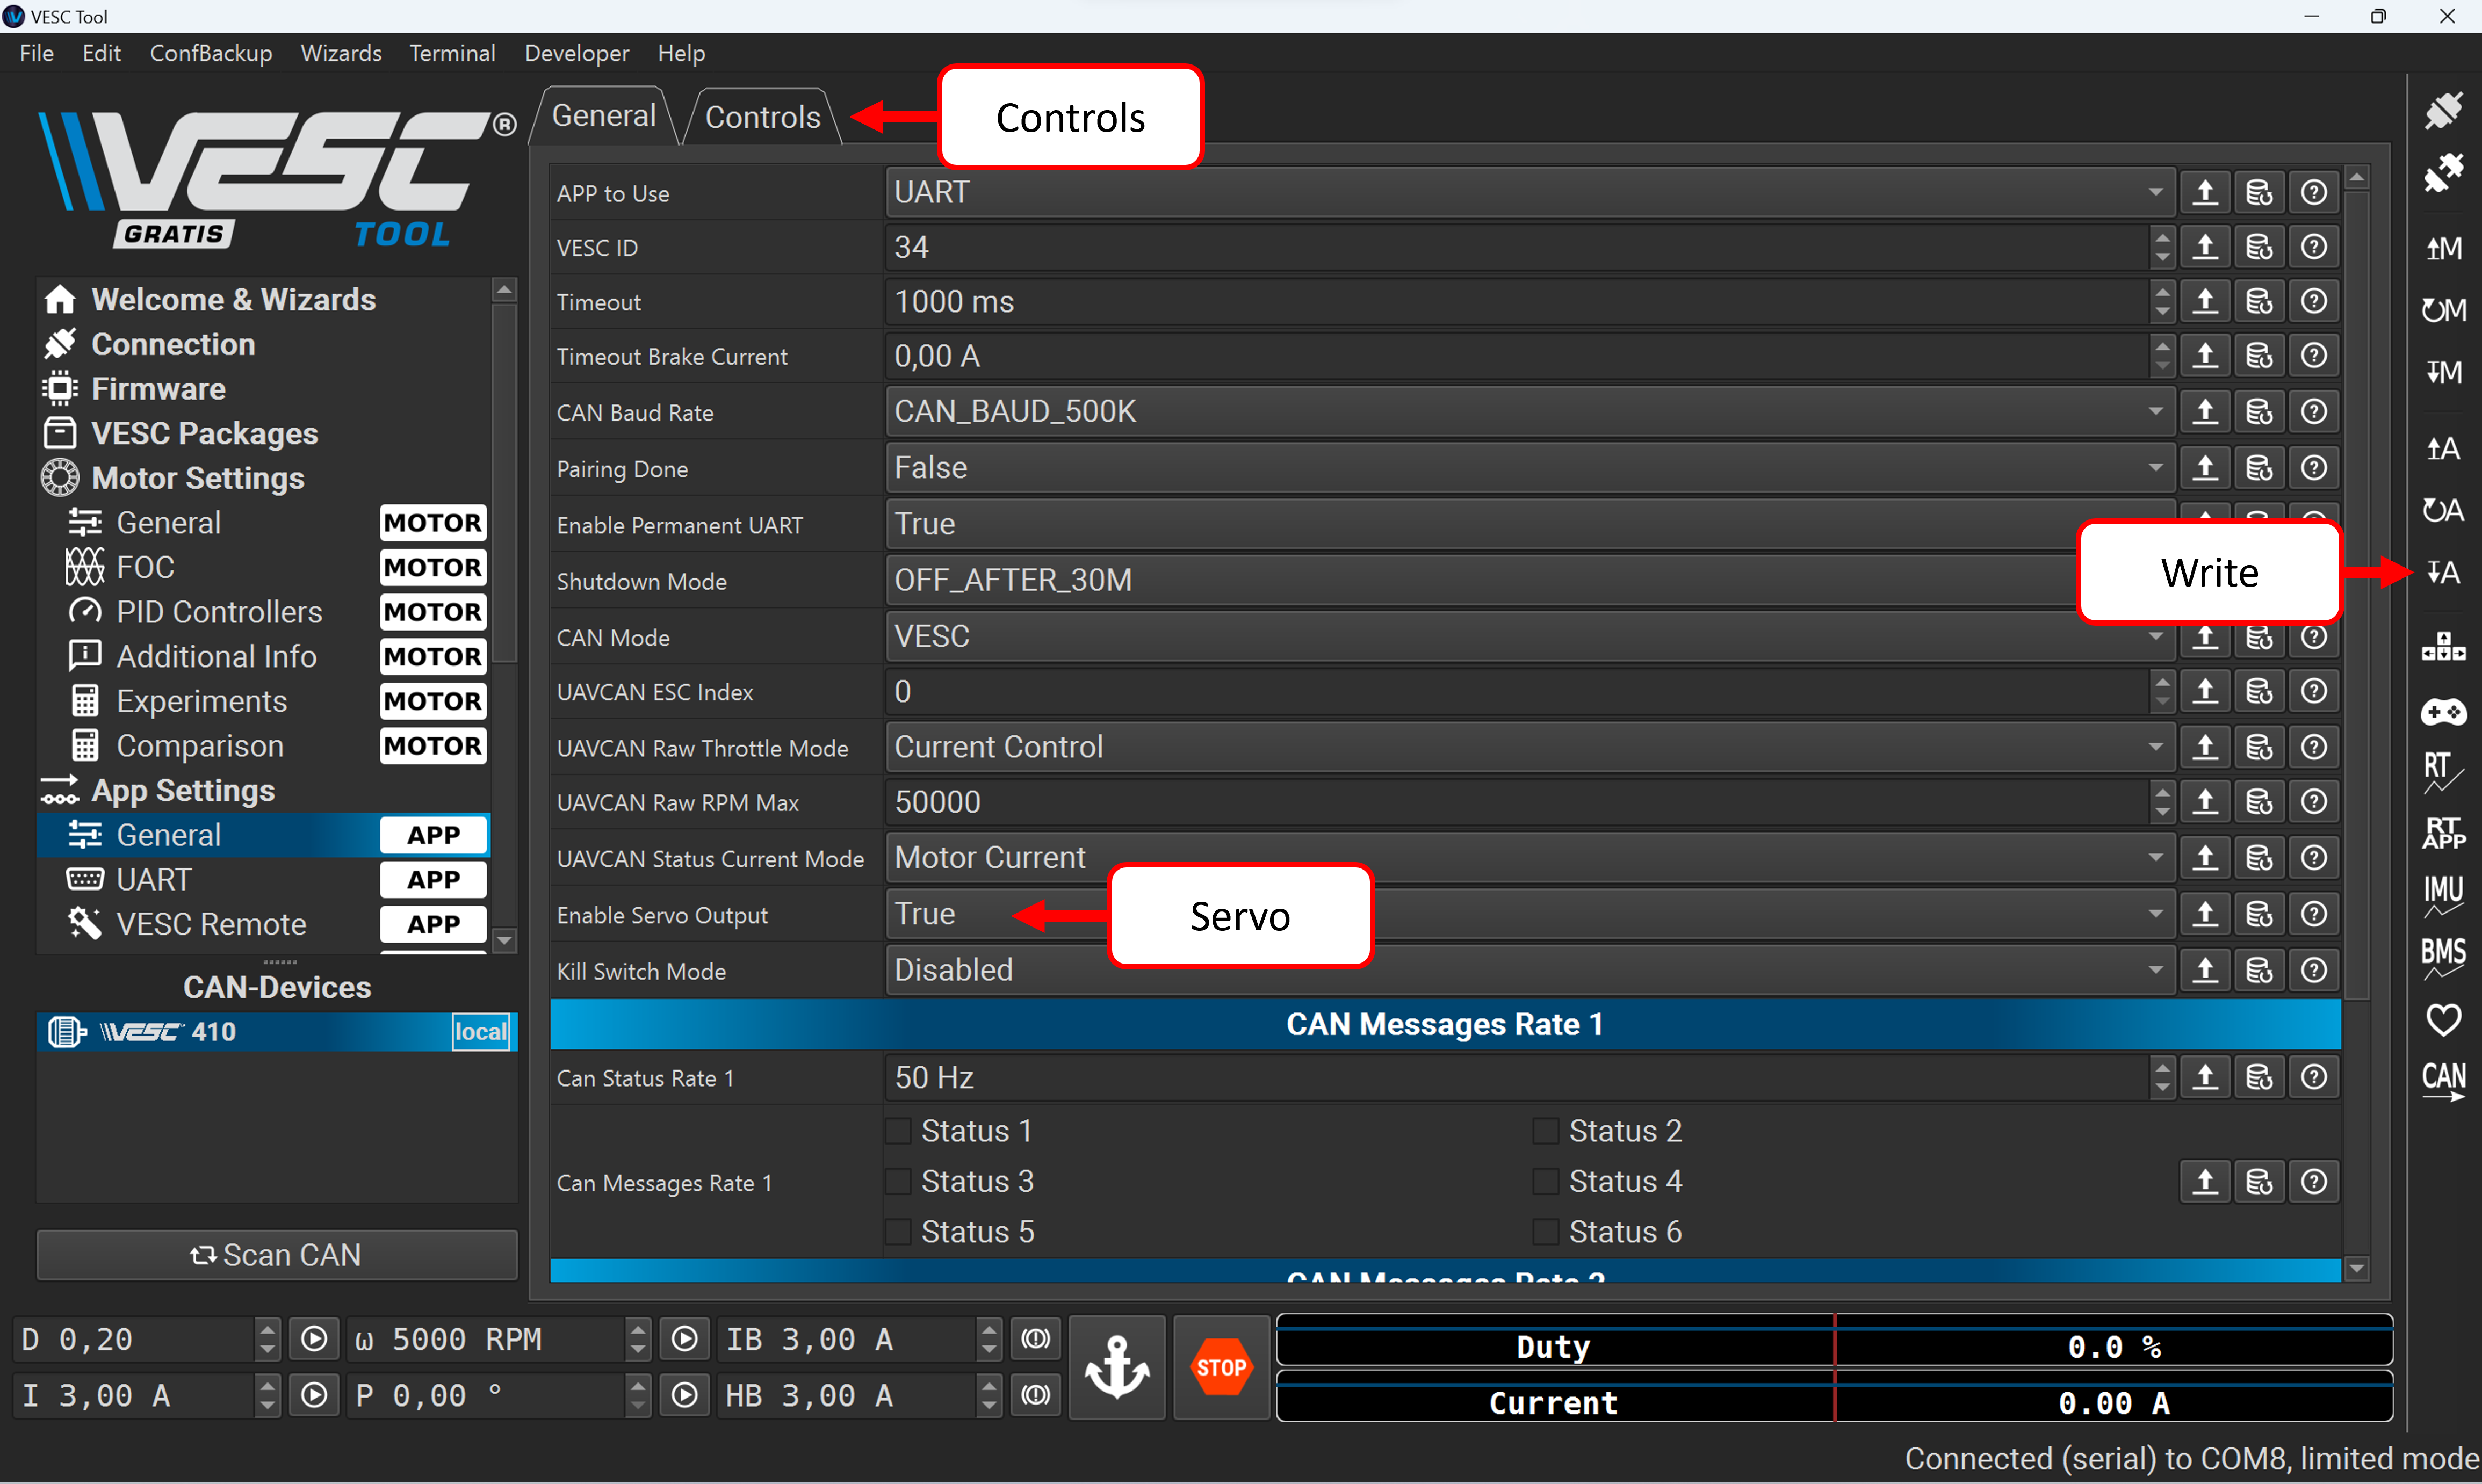 VESC Tool
File Edit ConfBackup Wizards Terminal Developer Help
VESC®
GRATIS TOOL
Welcome & Wizards
Connection
Firmware
VESC Packages
Motor Settings
General MOTOR
FOC MOTOR
PID Controllers MOTOR
Additional Info MOTOR
Experiments MOTOR
Comparison MOTOR
App Settings
General APP
UART APP
VESC Remote APP
CAN-Devices
VESC 410 local
Scan CAN
General Controls
Controls
APP to Use UART
VESC ID 34
Timeout 1000 ms
Timeout Brake Current 0,00 A
CAN Baud Rate CAN_BAUD_500K
Pairing Done False
Enable Permanent UART True
Shutdown Mode OFF_AFTER_30M
Write
CAN Mode VESC
UAVCAN ESC Index 0
UAVCAN Raw Throttle Mode Current Control
UAVCAN Raw RPM Max 50000
UAVCAN Status Current Mode Motor Current
Enable Servo Output True
Servo
Kill Switch Mode Disabled
CAN Messages Rate 1
Can Status Rate 1 50 Hz
Can Messages Rate 1
Status 1 Status 2
Status 3 Status 4
Status 5 Status 6
CAN Messages Rate 2
M
M
M
A
A
A
RT
RT
APP
IMU
BMS
CAN
D 0,20 ω 5000 RPM IB 3,00 A
I 3,00 A P 0,00 ° HB 3,00 A
STOP
Duty 0.0 %
Current 0.00 A
Connected (serial) to COM8, limited mode